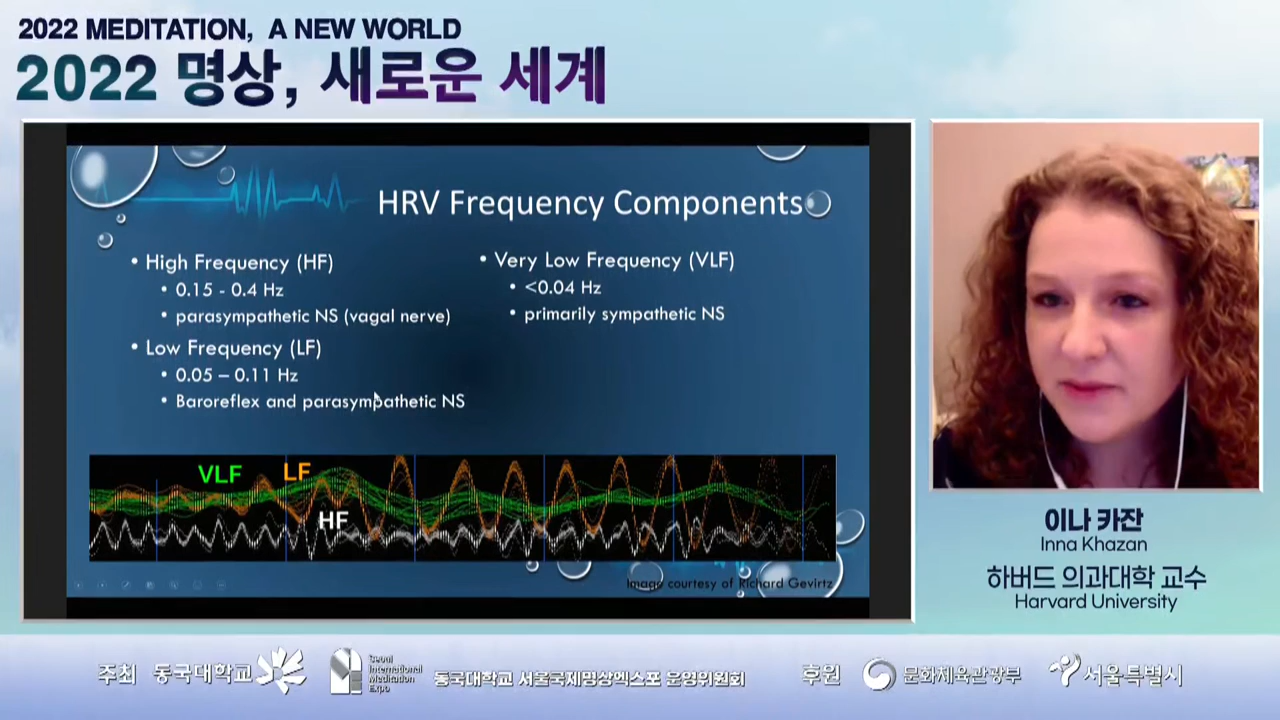 2022 MEDITATION, A NEW WORLD
2022 명상, 새로운 세계
HRV Frequency Components
• High Frequency (HF)
• 0.15 - 0.4 Hz
• parasympathetic NS (vagal nerve)
• Low Frequency (LF)
• 0.05 – 0.11 Hz
• Baroreflex and parasympathetic NS
• Very Low Frequency (VLF)
• <0.04 Hz
• primarily sympathetic NS
VLF
LF
HF
Image courtesy of Richard Gevirtz
이나 카잔
Inna Khazan
하버드 의과대학 교수
Harvard University
주최 동국대학교
Seoul
International
Meditation
Expo
동국대학교 서울국제명상엑스포 운영위원회
후원 문화체육관광부 서울특별시